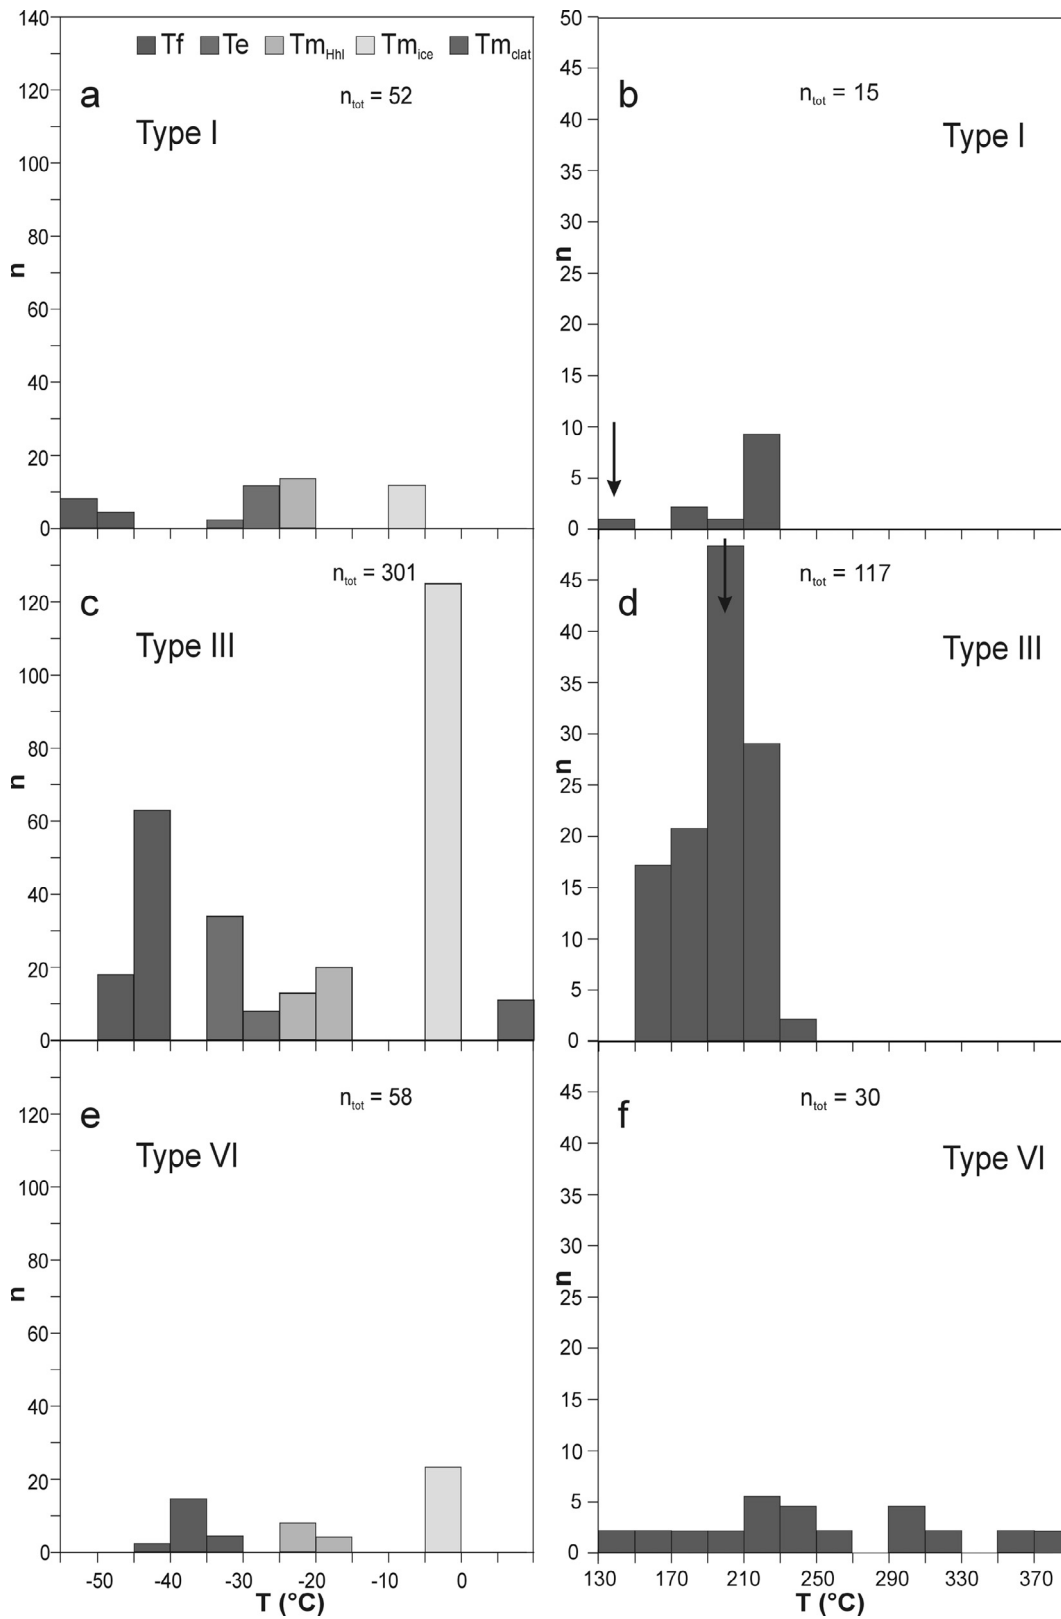 140
Tf Te TmHhl Tmice Tmclat
120
a
ntot = 52
Type I
100
80
n
60
40
20
0
50
45
b
ntot = 15
40
Type I
35
30
n
25
20
15
10
5
0
c
ntot = 301
120
Type III
100
80
n
60
40
20
0
45
d
ntot = 117
40
Type III
35
30
n
25
20
15
10
5
0
e
ntot = 58
120
Type VI
100
80
n
60
40
20
0
-50 -40 -30 -20 -10 0
T (°C)
45
f
ntot = 30
40
Type VI
35
30
n
25
20
15
10
5
0
130 170 210 250 290 330 370
T (°C)